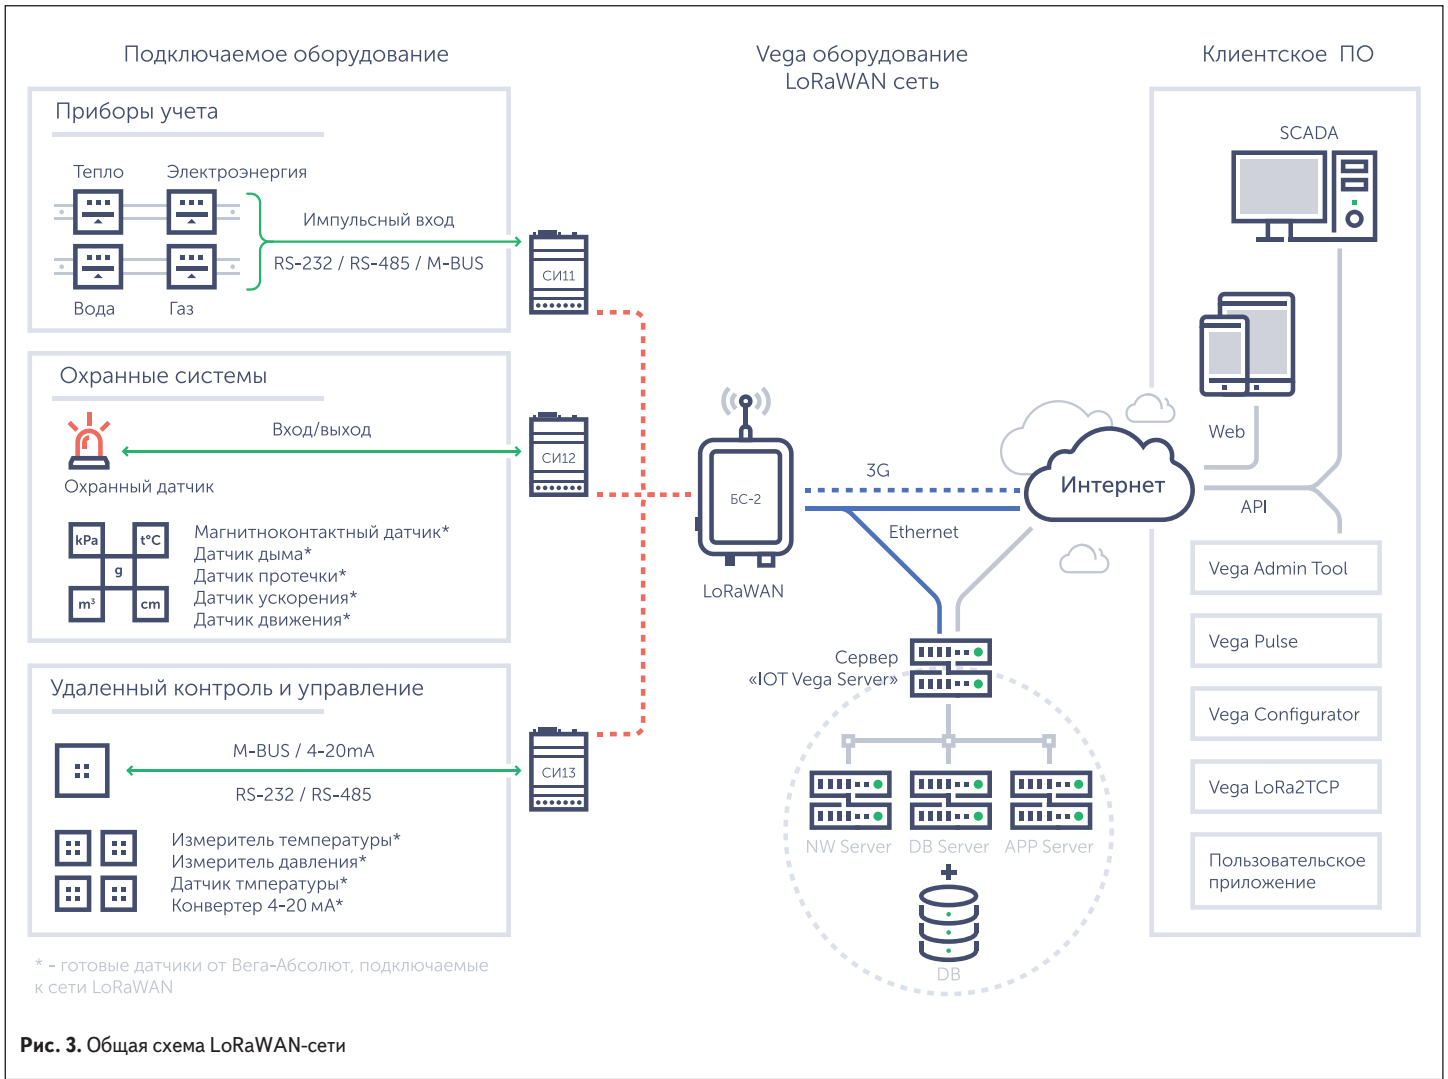 Подключаемое оборудование
Vega оборудование
LoRaWAN сеть
Клиентское ПО
Приборы учета
Тепло
Электроэнергия
Вода
Газ
Импульсный вход
RS-232 / RS-485 / M-BUS
СИ11
Охранные системы
Вход/выход
Охранный датчик
СИ12
kPa
t°C
g
m³
cm
Магнитноконтактный датчик*
Датчик дыма*
Датчик протечки*
Датчик ускорения*
Датчик движения*
Удаленный контроль и управление
M-BUS / 4-20mA
RS-232 / RS-485
СИ13
Измеритель температуры*
Измеритель давления*
Датчик тмпературы*
Конвертер 4-20 мА*
* - готовые датчики от Вега-Абсолют, подключаемые
к сети LoRaWAN
БС-2
LoRaWAN
3G
Ethernet
Интернет
Сервер
«IOT Vega Server»
NW Server
DB Server
APP Server
DB
SCADA
Web
API
Vega Admin Tool
Vega Pulse
Vega Configurator
Vega LoRa2TCP
Пользовательское
приложение
Рис. 3. Общая схема LoRaWAN-сети